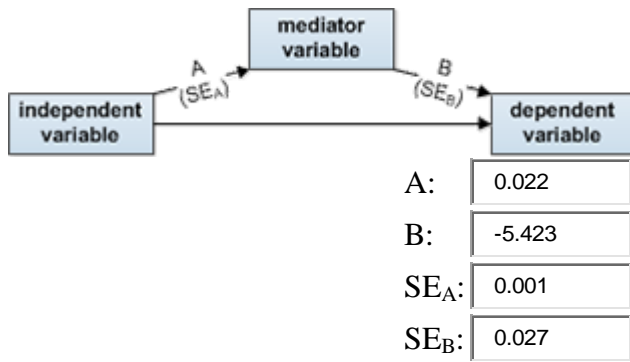 mediator
variable
A
(SEA)
B
(SEB)
independent
variable
dependent
variable
A: 0.022
B: -5.423
SEA: 0.001
SEB: 0.027